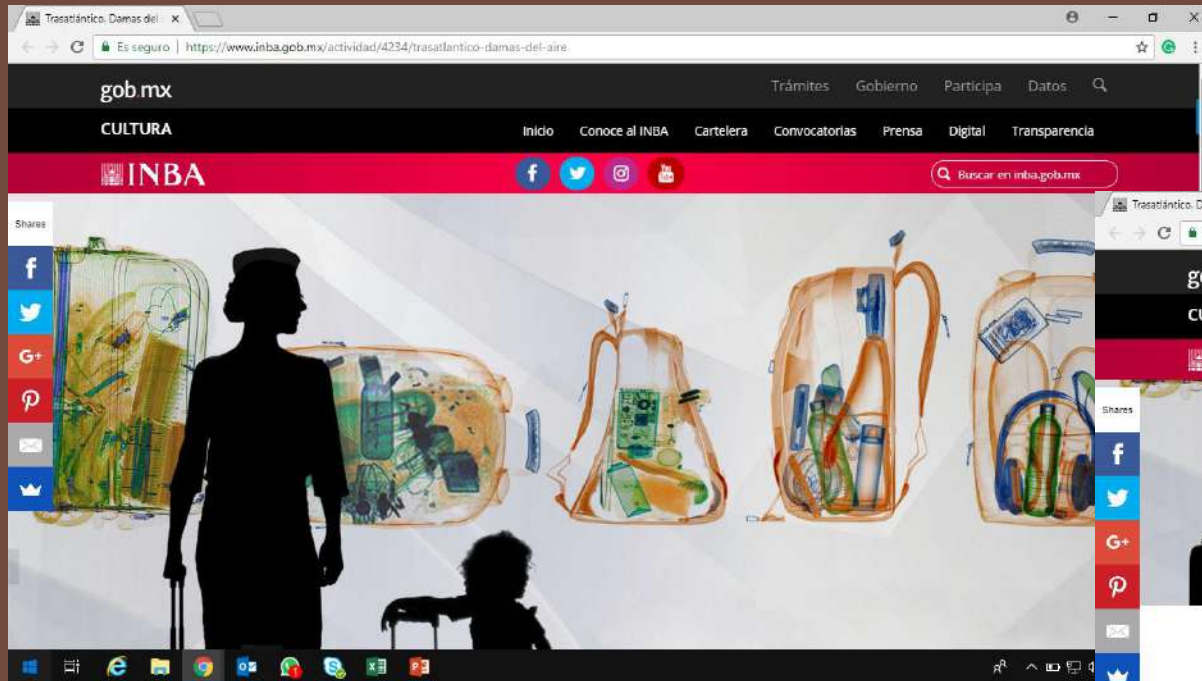 Trasatlántico. Damas del
Es seguro | https://www.inba.gob.mx/actividad/4234/trasatlantico-damas-del-aire
gob.mx
Trámites Gobierno Participa Datos
CULTURA
Inicio Conoce al INBA Cartelera Convocatorias Prensa Digital Transparencia
INBA
f
You Tube
Buscar en inba.gob.mx
Shares
f
G+
Trasatlántico. D
Shares
f
G+